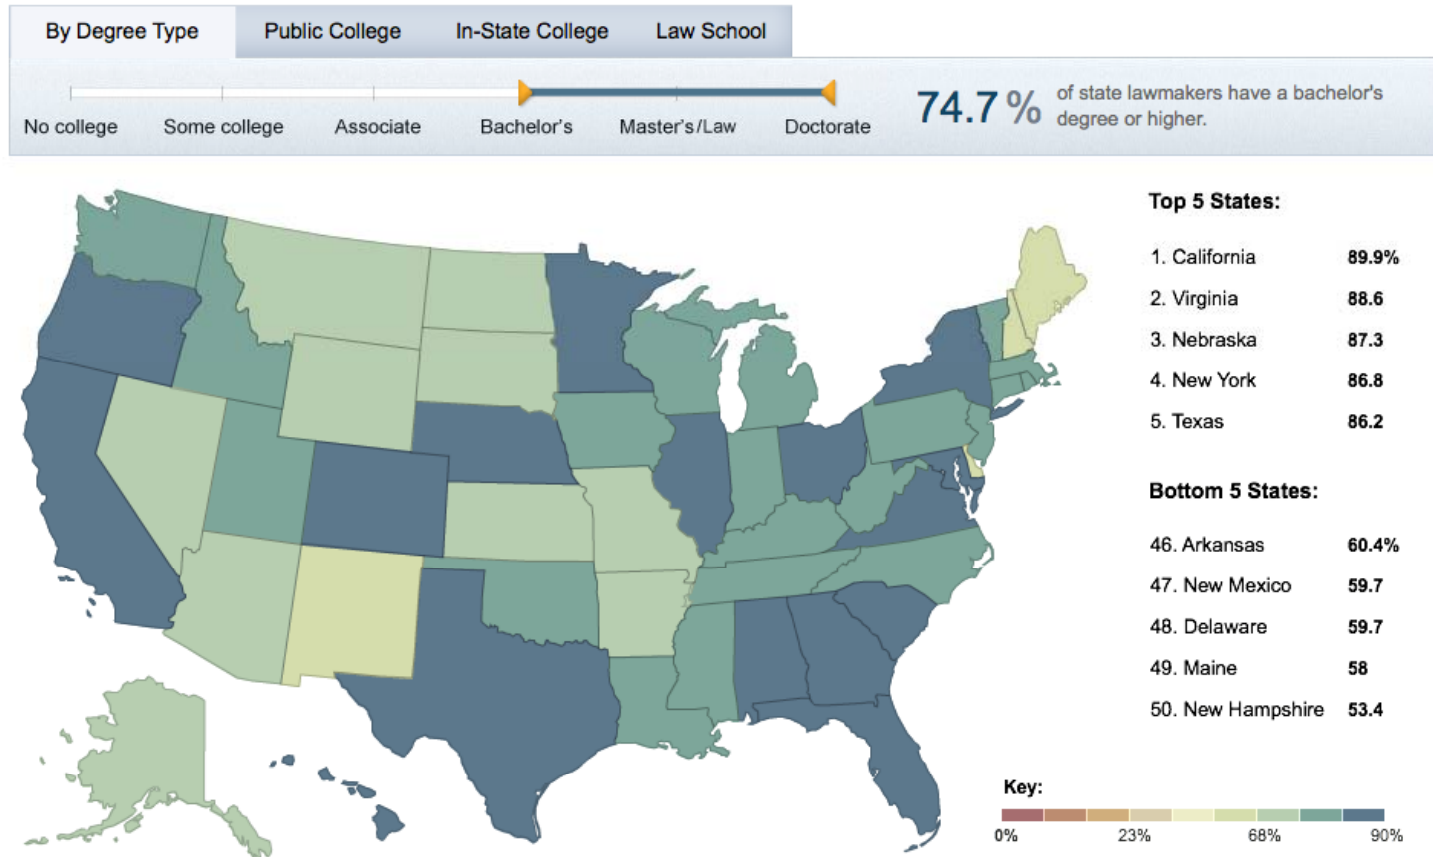 By Degree Type Public College In-State College Law School
No college Some college Associate Bachelor's Master's/Law Doctorate
74.7 % of state lawmakers have a bachelor's
degree or higher.
Top 5 States:
1. California 89.9%
2. Virginia 88.6
3. Nebraska 87.3
4. New York 86.8
5. Texas 86.2
Bottom 5 States:
46. Arkansas 60.4%
47. New Mexico 59.7
48. Delaware 59.7
49. Maine 58
50. New Hampshire 53.4
Key:
0% 23% 68% 90%